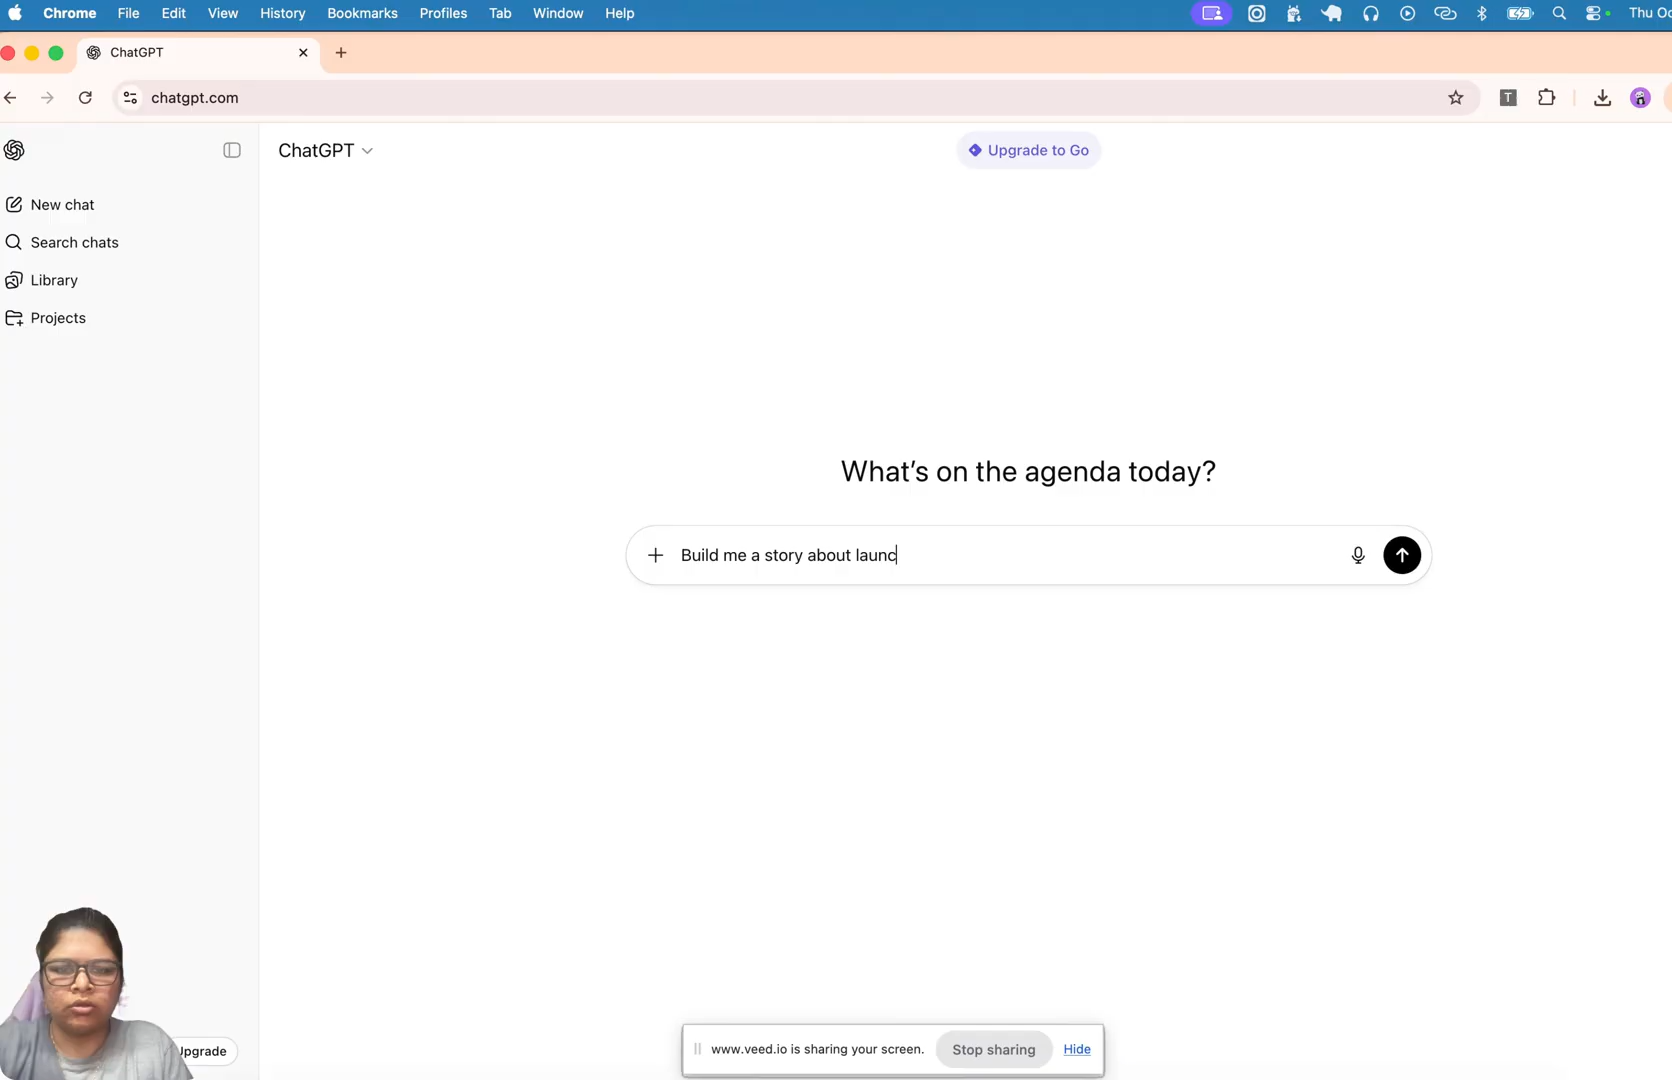 Chrome File Edit View History Bookmarks Profiles Tab Window Help
Thu Oc
ChatGPT
chatgpt.com
T
ChatGPT
Upgrade to Go
New chat
Search chats
Library
Projects
What's on the agenda today?
Build me a story about launc
pgrade
www.veed.io is sharing your screen. Stop sharing Hide